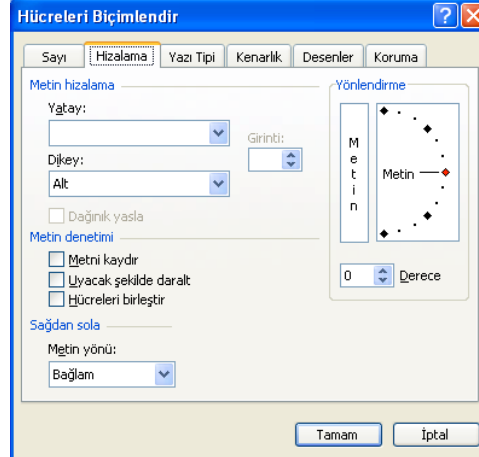 Hücreleri Biçimlendir
Sayı Hizalama Yazı Tipi Kenarlık Desenler Koruma
Metin hizalama
Yatay:
Girinti:
Dikey:
Alt
Dağınık yasla
Metin denetimi
Metni kaydır
Uyacak şekilde daralt
Hücreleri birleştir
Sağdan sola
Metin yönü:
Bağlam
Yönlendirme
Metin
Metin
0 Derece
Tamam İptal